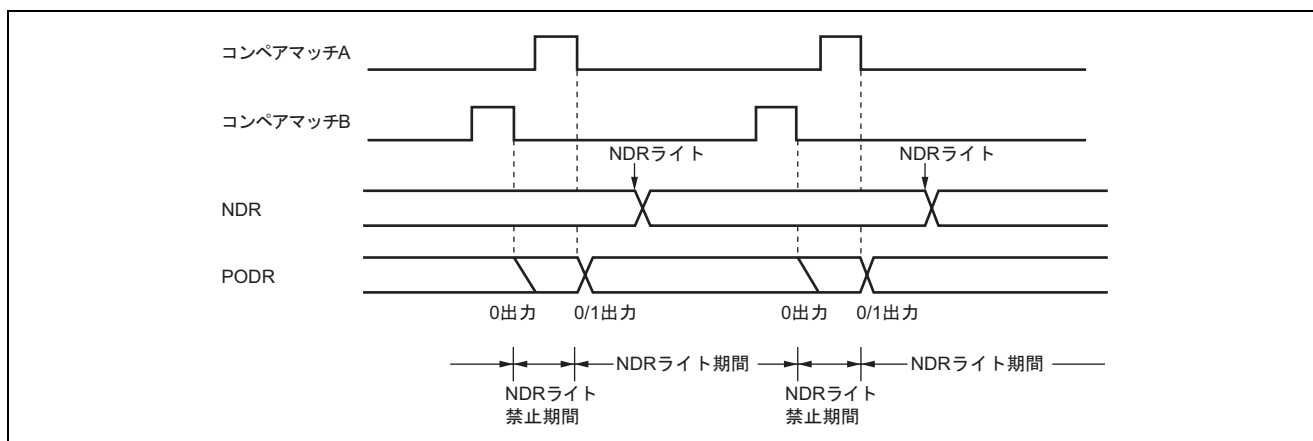 コンペアマッチA
コンペアマッチB
NDRライト NDRライト
NDR
PODR
0出力 0/1出力 0出力 0/1出力
NDRライト期間 NDRライト期間
NDRライト NDRライト
禁止期間 禁止期間